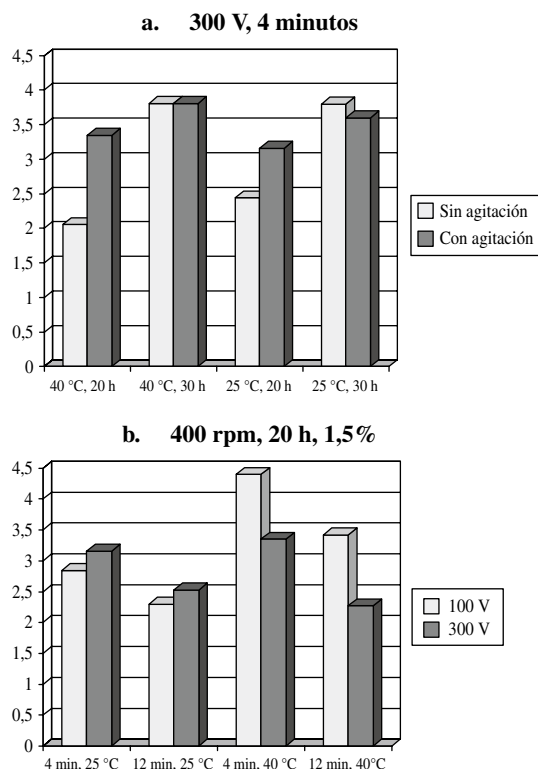 a. 300 V, 4 minutos
4,5
4
3,5
3
2,5
2
1,5
1
0,5
0
40 °C, 20 h 40 °C, 30 h 25 °C, 20 h 25 °C, 30 h
Sin agitación
Con agitación
b. 400 rpm, 20 h, 1,5%
4,5
4
3,5
3
2,5
2
1,5
1
0,5
0
4 min, 25 °C 12 min, 25 °C 4 min, 40 °C 12 min, 40°C
100 V
300 V